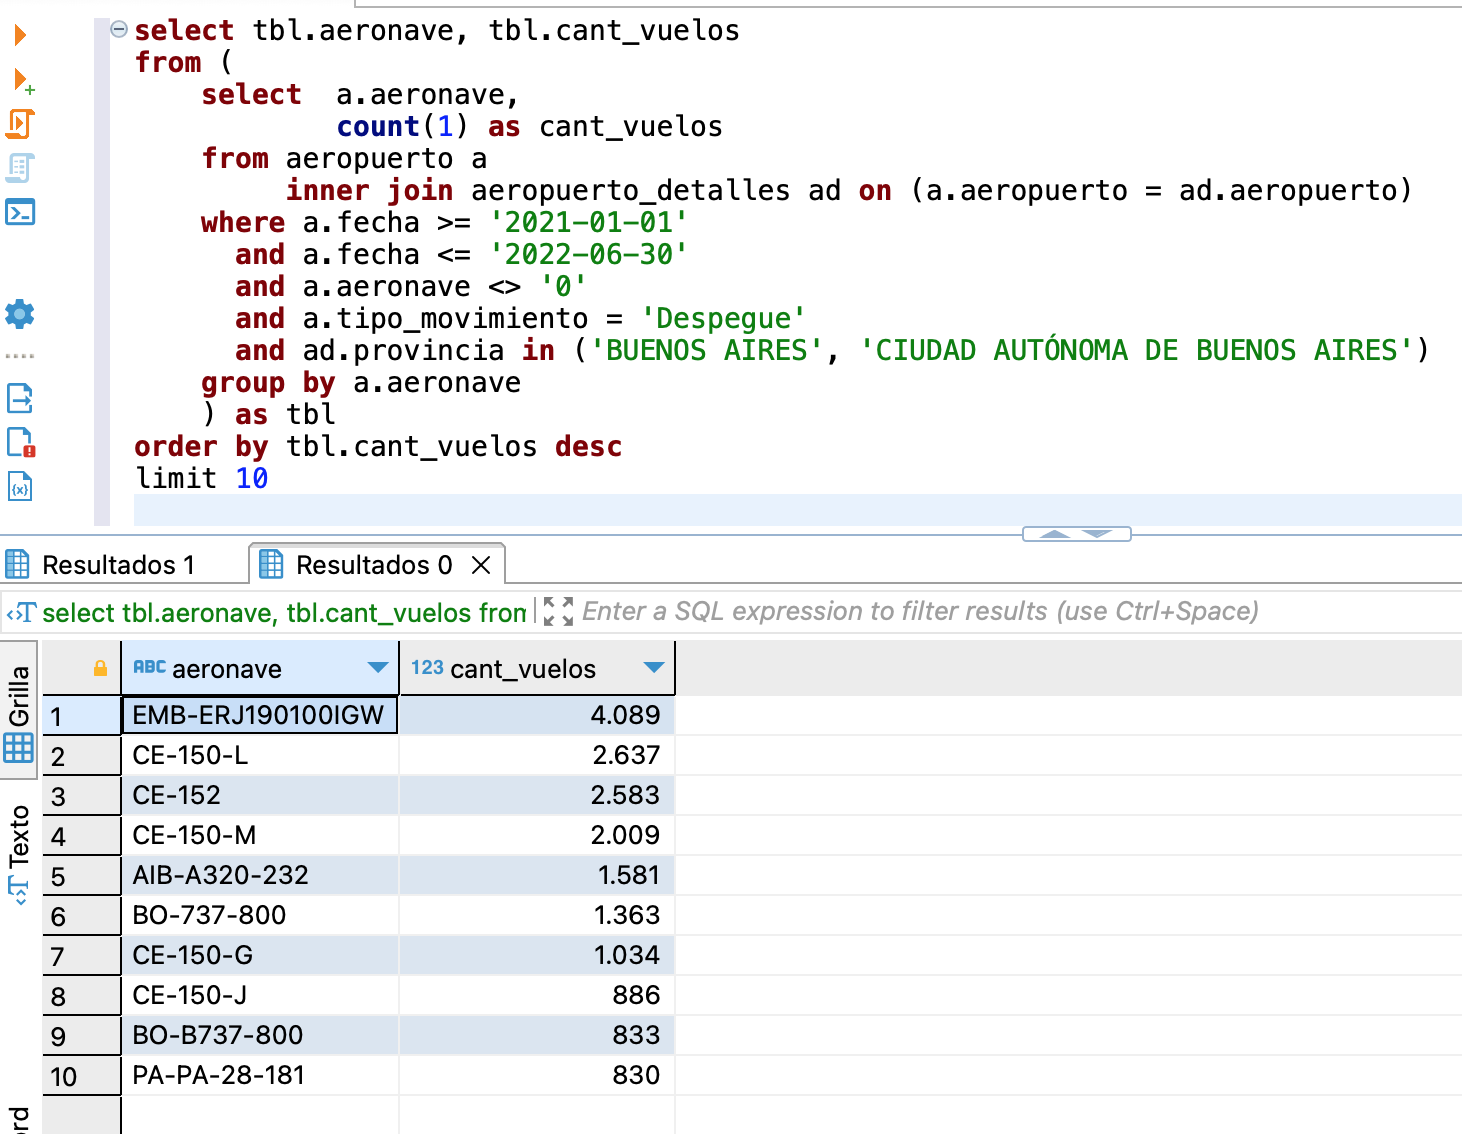 select tbl.aeronave, tbl.cant_vuelos
from (
select  a.aeronave,
count(1) as cant_vuelos
from aeropuerto a
inner join aeropuerto_detalles ad on (a.aeropuerto = ad.aeropuerto)
where a.fecha >= '2021-01-01'
and a.fecha <= '2022-06-30'
and a.aeronave <> '0'
and a.tipo_movimiento = 'Despegue'
and ad.provincia in ('BUENOS AIRES', 'CIUDAD AUTÓNOMA DE BUENOS AIRES')
group by a.aeronave
) as tbl
order by tbl.cant_vuelos desc
limit 10
Resultados 1 Resultados 0
select tbl.aeronave, tbl.cant_vuelos from Enter a SQL expression to filter results (use Ctrl+Space)
Grilla
Texto
ABC aeronave 123 cant_vuelos
1 EMB-ERJ190100IGW 4.089
2 CE-150-L 2.637
3 CE-152 2.583
4 CE-150-M 2.009
5 AIB-A320-232 1.581
6 BO-737-800 1.363
7 CE-150-G 1.034
8 CE-150-J 886
9 BO-B737-800 833
10 PA-PA-28-181 830